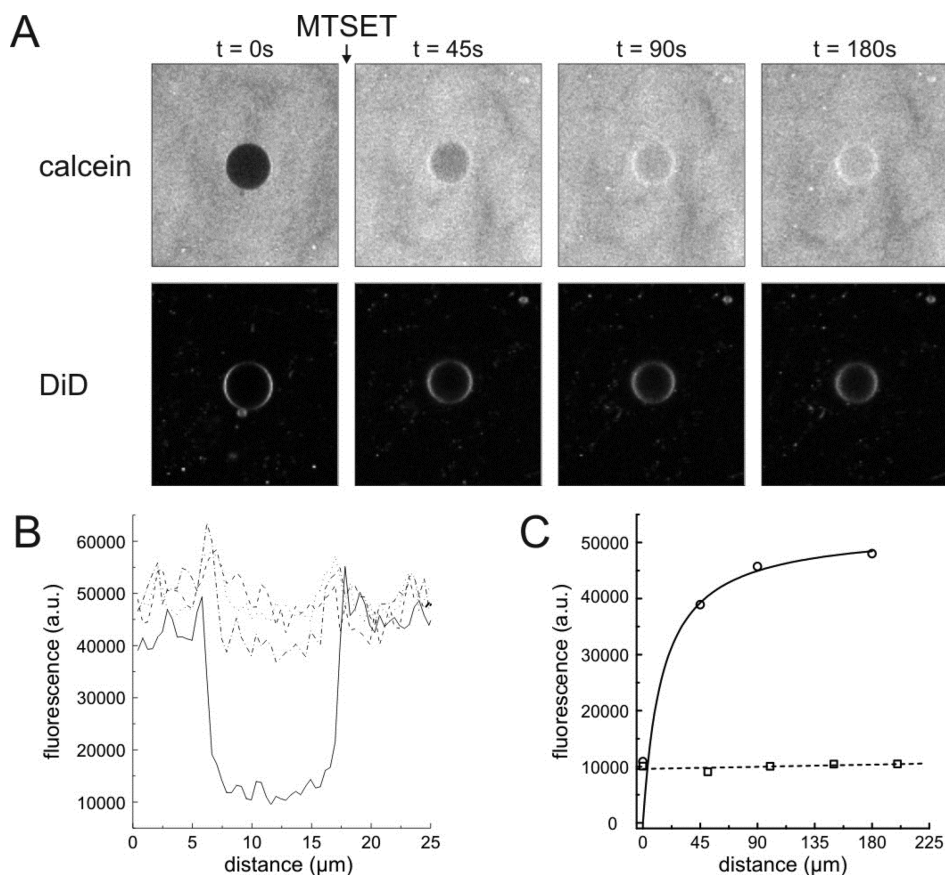 A
MTSET
t = 0s t = 45s t = 90s t = 180s
calcein
DiD
B
fluorescence (a.u.)
60000
50000
40000
30000
20000
10000
0 5 10 15 20 25
distance (µm)
C
fluorescence (a.u.)
50000
40000
30000
20000
10000
0
0 45 90 135 180 225
distance (µm)